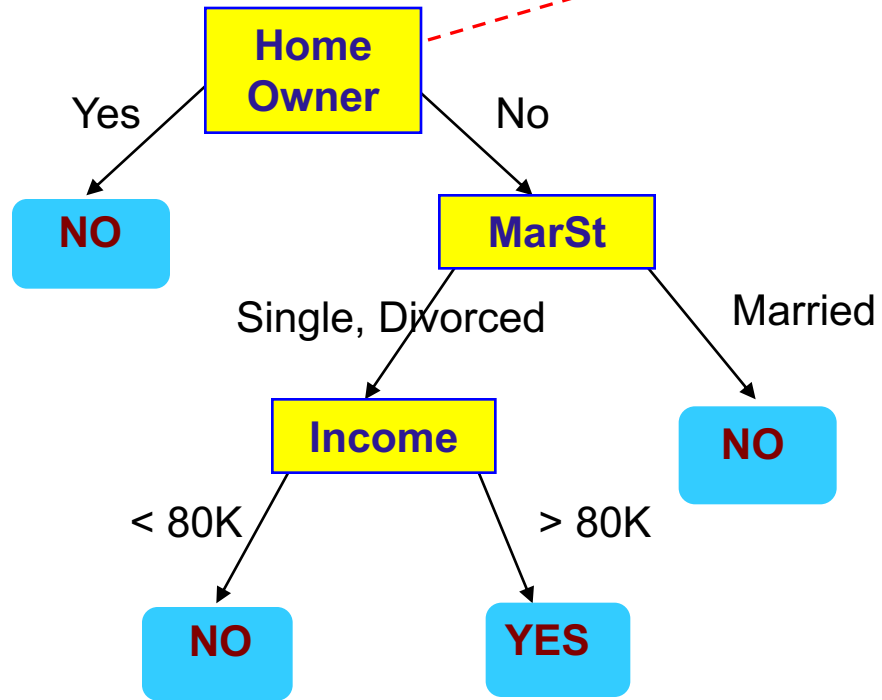 Home
Owner
Yes
No
NO
MarSt
Single, Divorced
Married
Income
NO
< 80K
> 80K
NO
YES